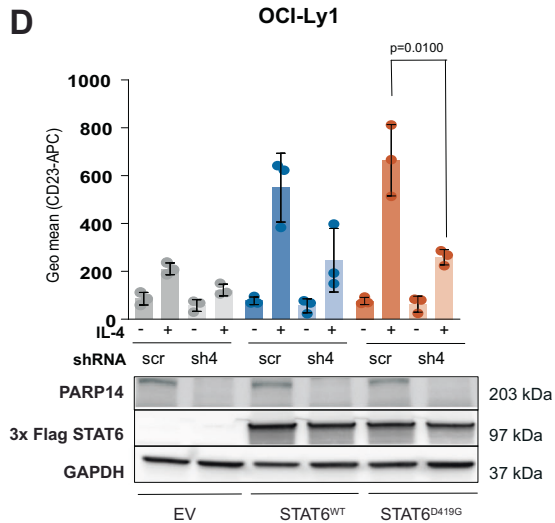 D
OCI-Ly1
p=0.0100
Geo mean (CD23-APC)
1000
800
600
400
200
0
IL-4 - + - + - + - + - + - +
shRNA scr sh4 scr sh4 scr sh4
PARP14 203 kDa
3x Flag STAT6 97 kDa
GAPDH 37 kDa
EV STAT6ᵂᵀ STAT6ᴰ⁴¹⁹ᴳ